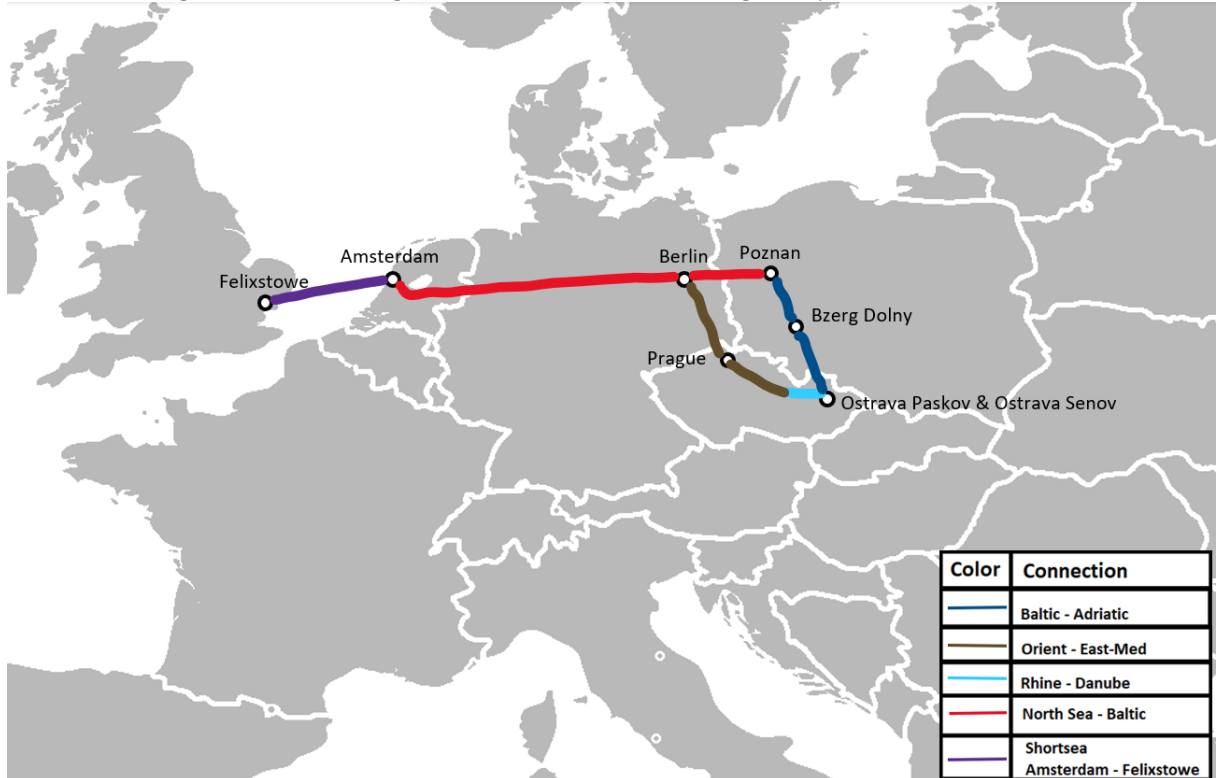 Felixstowe
Amsterdam
Berlin
Poznan
Bzerg Dolny
Prague
Ostrava Paskov & Ostrava Senov
Color Connection
Baltic - Adriatic
Orient - East-Med
Rhine - Danube
North Sea - Baltic
Shortsea
Amsterdam - Felixstowe